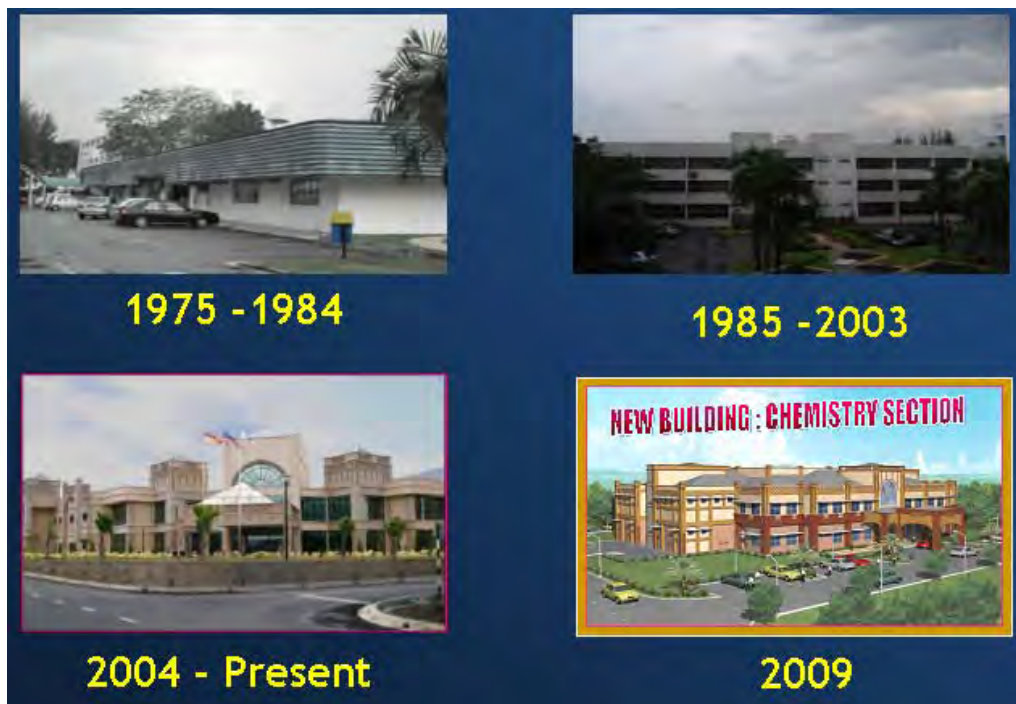 1975 -1984
1985 -2003
NEW BUILDING : CHEMISTRY SECTION
2004 - Present
2009